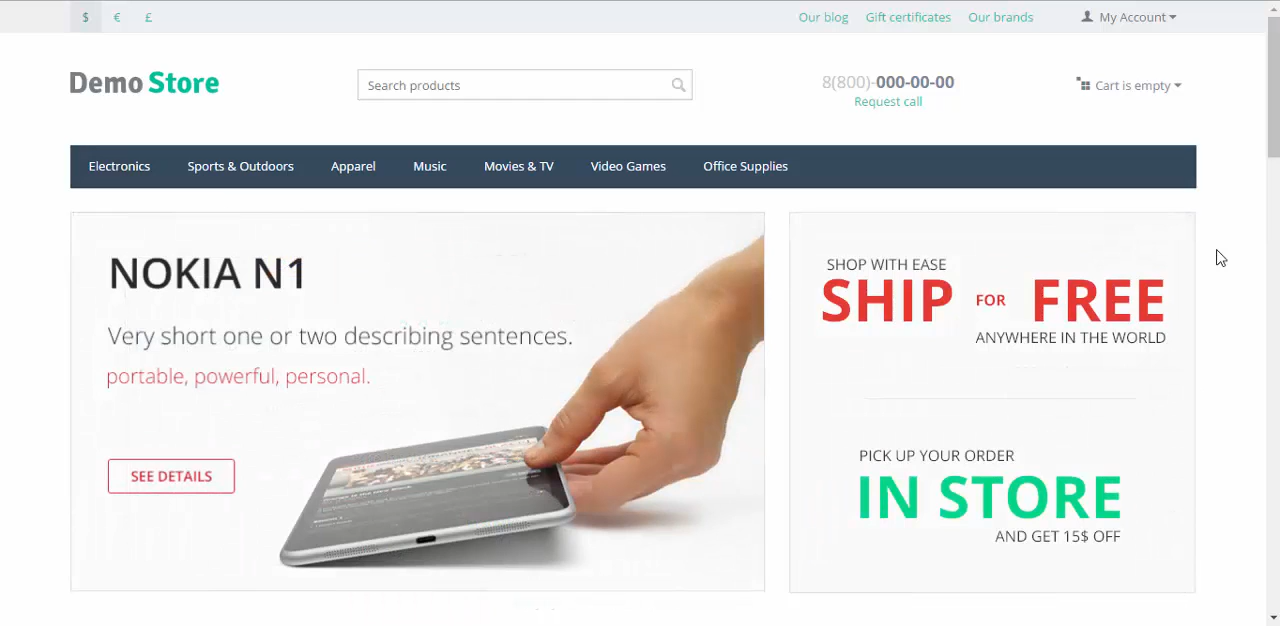 $ € £ Our blog Gift certificates Our brands My Account
Demo Store Search products 8(800)-000-00-00 Cart is empty
Request call
Electronics Sports & Outdoors Apparel Music Movies & TV Video Games Office Supplies
NOKIA N1
Very short one or two describing sentences.
portable, powerful, personal.
SEE DETAILS
SHOP WITH EASE
SHIP FOR FREE
ANYWHERE IN THE WORLD
PICK UP YOUR ORDER
IN STORE
AND GET 15$ OFF